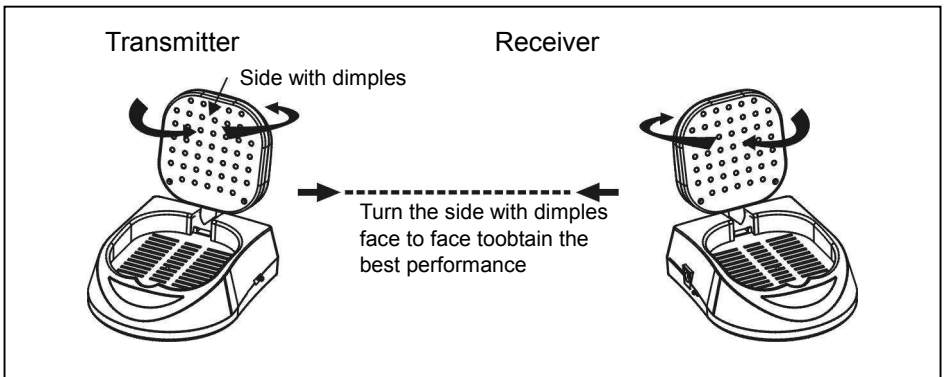 Transmitter
Receiver
Side with dimples
Turn the side with dimples
face to face toobtain the
best performance